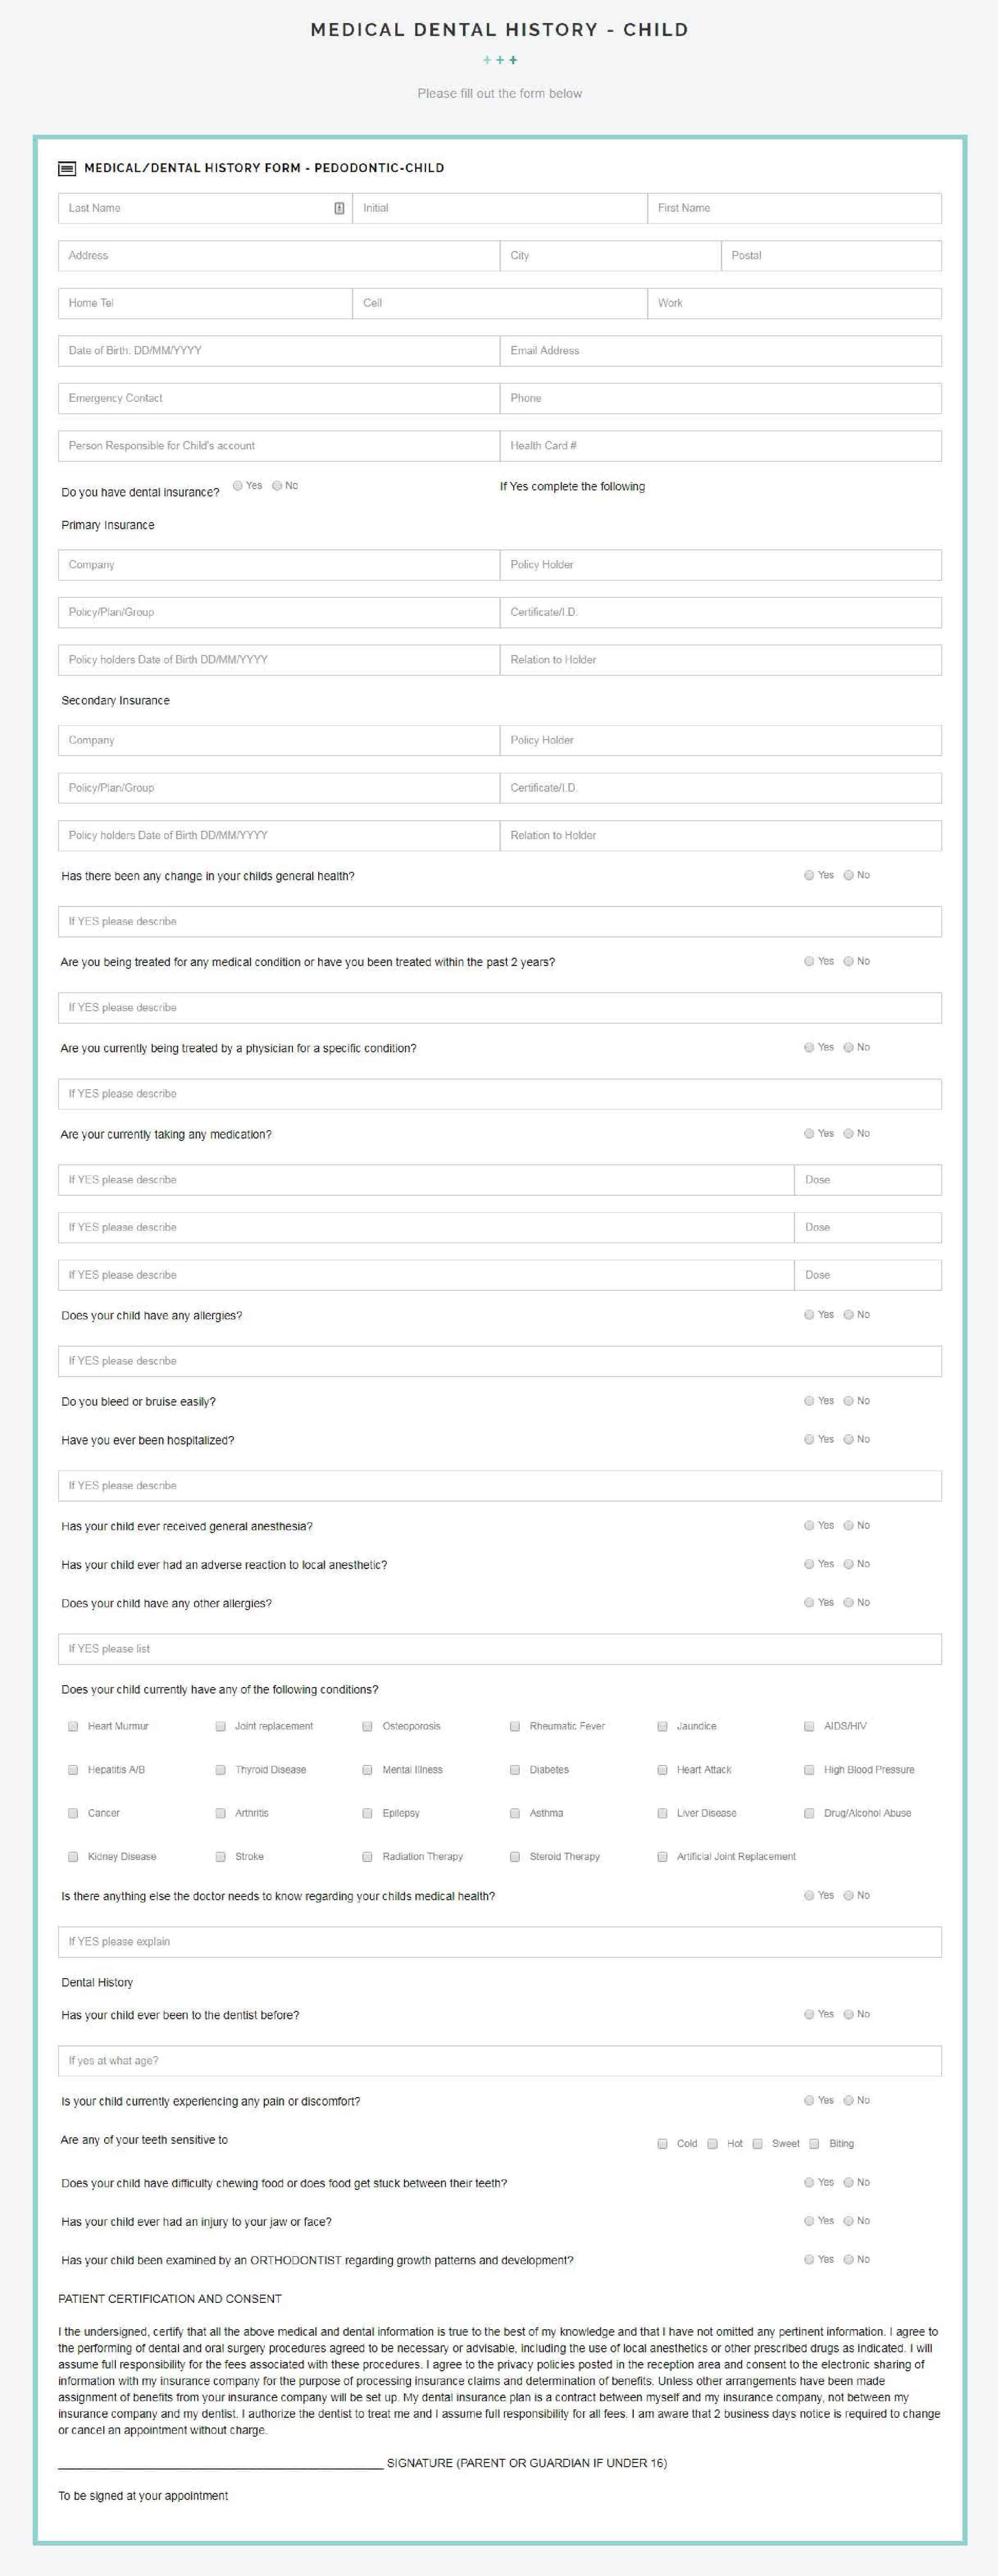 MEDICAL DENTAL HISTORY - CHILD
+ + +
Please fill out the form below
MEDICAL/DENTAL HISTORY FORM - PEDODONTIC-CHILD
Last Name Initial First Name
Address City Postal
Home Tel Cell Work
Date of Birth: DD/MM/YYYY Email Address
Emergency Contact Phone
Person Responsible for Child's account Health Card #
Do you have dental insurance? Yes No If Yes complete the following
Primary Insurance
Company Policy Holder
Policy/Plan/Group Certificate/I.D.
Policy holders Date of Birth DD/MM/YYYY Relation to Holder
Secondary Insurance
Company Policy Holder
Policy/Plan/Group Certificate/I.D.
Policy holders Date of Birth DD/MM/YYYY Relation to Holder
Has there been any change in your childs general health? Yes No
If YES please describe
Are you being treated for any medical condition or have you been treated within the past 2 years? Yes No
If YES please describe
Are you currently being treated by a physician for a specific condition? Yes No
If YES please describe
Are your currently taking any medication? Yes No
If YES please describe Dose
If YES please describe Dose
If YES please describe Dose
Does your child have any allergies? Yes No
If YES please describe
Do you bleed or bruise easily? Yes No
Have you ever been hospitalized? Yes No
If YES please describe
Has your child ever received general anesthesia? Yes No
Has your child ever had an adverse reaction to local anesthetic? Yes No
Does your child have any other allergies? Yes No
If YES please list
Does your child currently have any of the following conditions?
Heart Murmur Joint replacement Osteoporosis Rheumatic Fever Jaundice AIDS/HIV
Hepatitis A/B Thyroid Disease Mental Illness Diabetes Heart Attack High Blood Pressure
Cancer Arthritis Epilepsy Asthma Liver Disease Drug/Alcohol Abuse
Kidney Disease Stroke Radiation Therapy Steroid Therapy Artificial Joint Replacement
Is there anything else the doctor needs to know regarding your childs medical health? Yes No
If YES please explain
Dental History
Has your child ever been to the dentist before? Yes No
If yes at what age?
Is your child currently experiencing any pain or discomfort? Yes No
Are any of your teeth sensitive to Cold Hot Sweet Biting
Does your child have difficulty chewing food or does food get stuck between their teeth? Yes No
Has your child ever had an injury to your jaw or face? Yes No
Has your child been examined by an ORTHODONTIST regarding growth patterns and development? Yes No
PATIENT CERTIFICATION AND CONSENT
I the undersigned, certify that all the above medical and dental information is true to the best of my knowledge and that I have not omitted any pertinent information. I agree to
the performing of dental and oral surgery procedures agreed to be necessary or advisable, including the use of local anesthetics or other prescribed drugs as indicated. I will
assume full responsibility for the fees associated with these procedures. I agree to the privacy policies posted in the reception area and consent to the electronic sharing of
information with my insurance company for the purpose of processing insurance claims and determination of benefits. Unless other arrangements have been made
assignment of benefits from your insurance company will be set up. My dental insurance plan is a contract between myself and my insurance company, not between my
insurance company and my dentist. I authorize the dentist to treat me and I assume full responsibility for all fees. I am aware that 2 business days notice is required to change
or cancel an appointment without charge.
SIGNATURE (PARENT OR GUARDIAN IF UNDER 16)
To be signed at your appointment